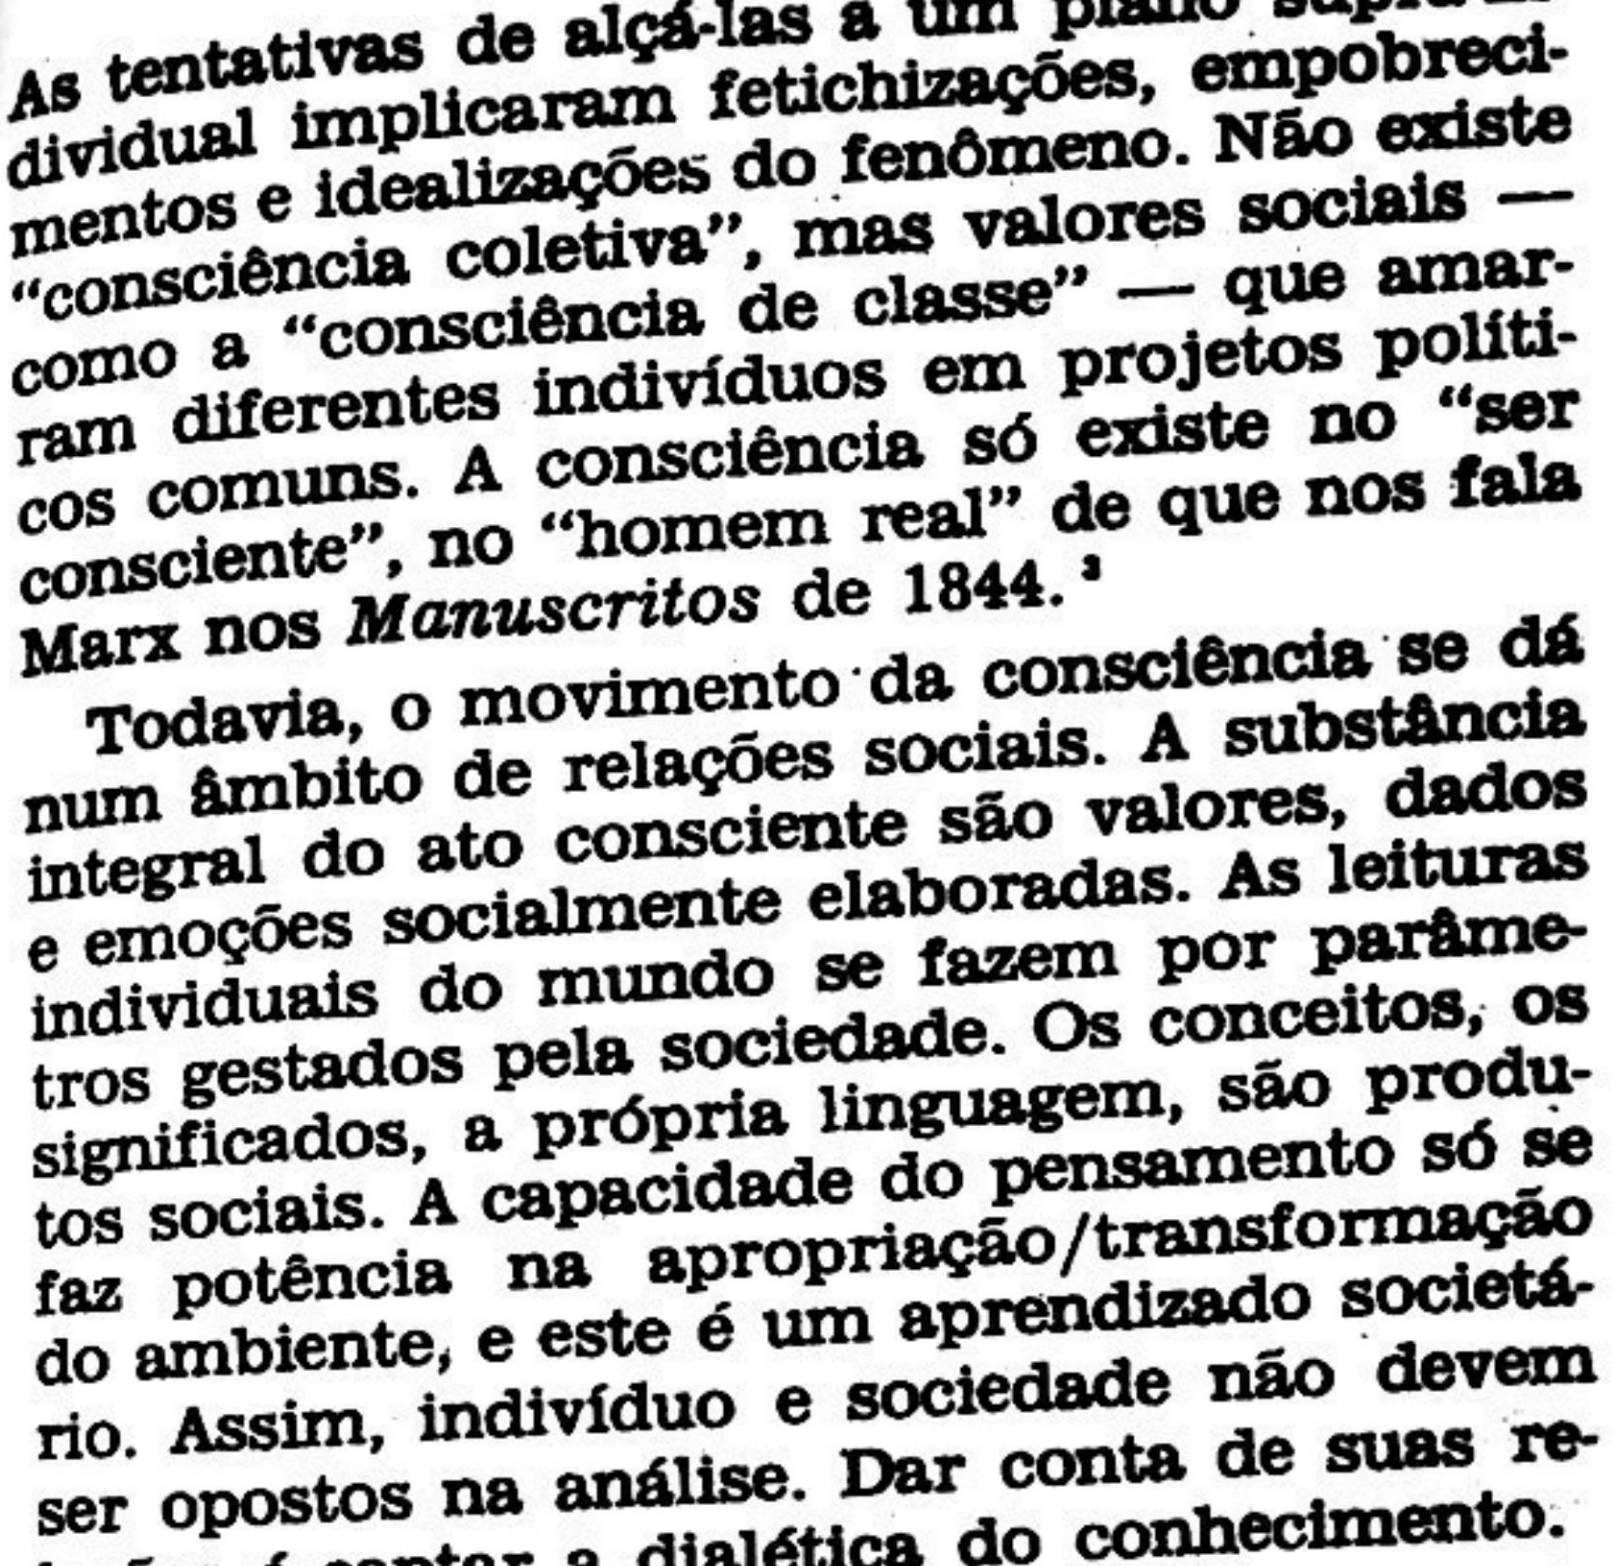 As tentativas de alçá-las a um plano
dividual implicaram fetichizações, empobreci-
mentos e idealizações do fenômeno. Não existe
“consciência coletiva”, mas valores sociais —
como a “consciência de classe” — que amar-
ram diferentes indivíduos em projetos políti-
cos comuns. A consciência só existe no “ser
consciente”, no “homem real” de que nos fala
Marx nos Manuscritos de 1844.³
Todavia, o movimento da consciência se dá
num âmbito de relações sociais. A substância
integral do ato consciente são valores, dados
e emoções socialmente elaboradas. As leituras
individuais do mundo se fazem por parâme-
tros gestados pela sociedade. Os conceitos, os
significados, a própria linguagem, são produ-
tos sociais. A capacidade do pensamento só se
faz potência na apropriação/transformação
do ambiente, e este é um aprendizado societá-
rio. Assim, indivíduo e sociedade não devem
ser opostos na análise. Dar conta de suas re-
é captar a dialética do conhecimento.